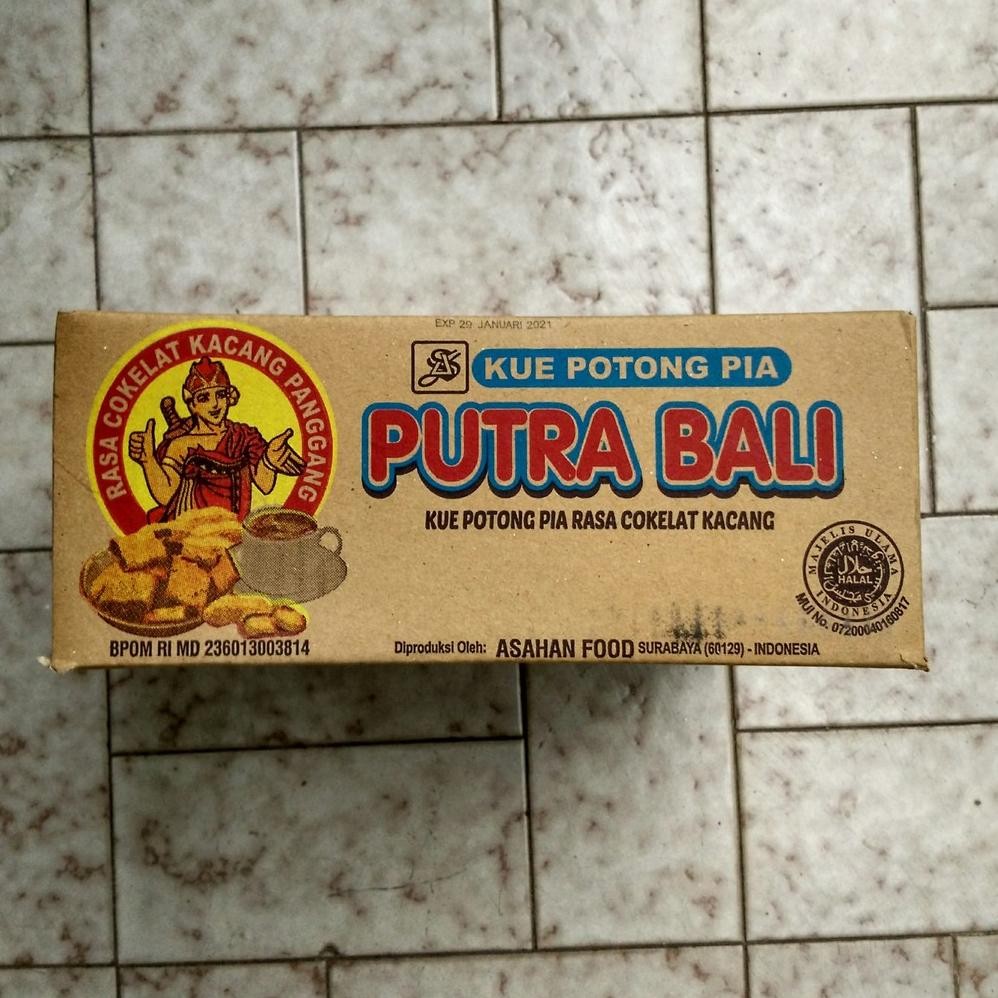 EXP 29 JANUARI 2021
RASA COKELAT KACANG PANGGANG
KUE POTONG PIA
PUTRA BALI
KUE POTONG PIA RASA COKELAT KACANG
MAJELIS ULAMA
حلال
HALAL
INDONESIA
MUI No. 07200040160817
BPOM RI MD 236013003814
Diproduksi Oleh: ASAHAN FOOD SURABAYA (60129) - INDONESIA